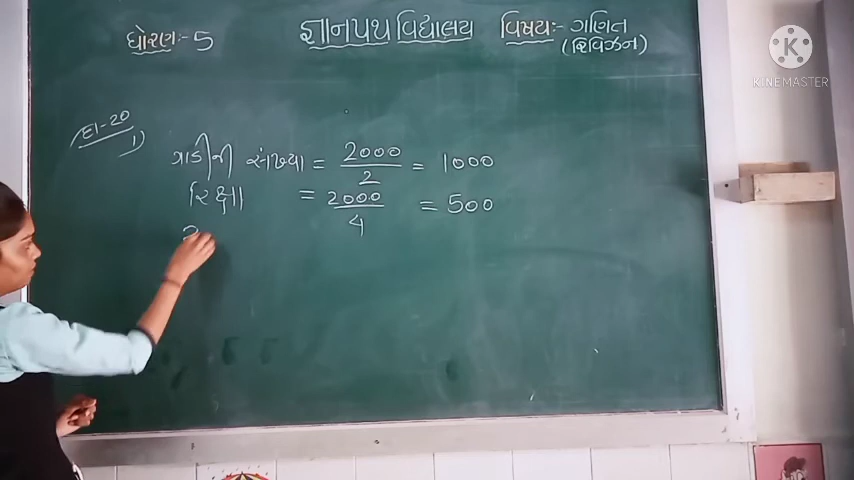 ધોરણ:- 5
જ્ઞાનપથ વિદ્યાલય
વિષય:- ગણિત
(રિવિઝન)
K
KINEMASTER
દા-20
1)
ગાડીની સંખ્યા = 2000/2 = 1000
રિક્ષા = 2000/4 = 500